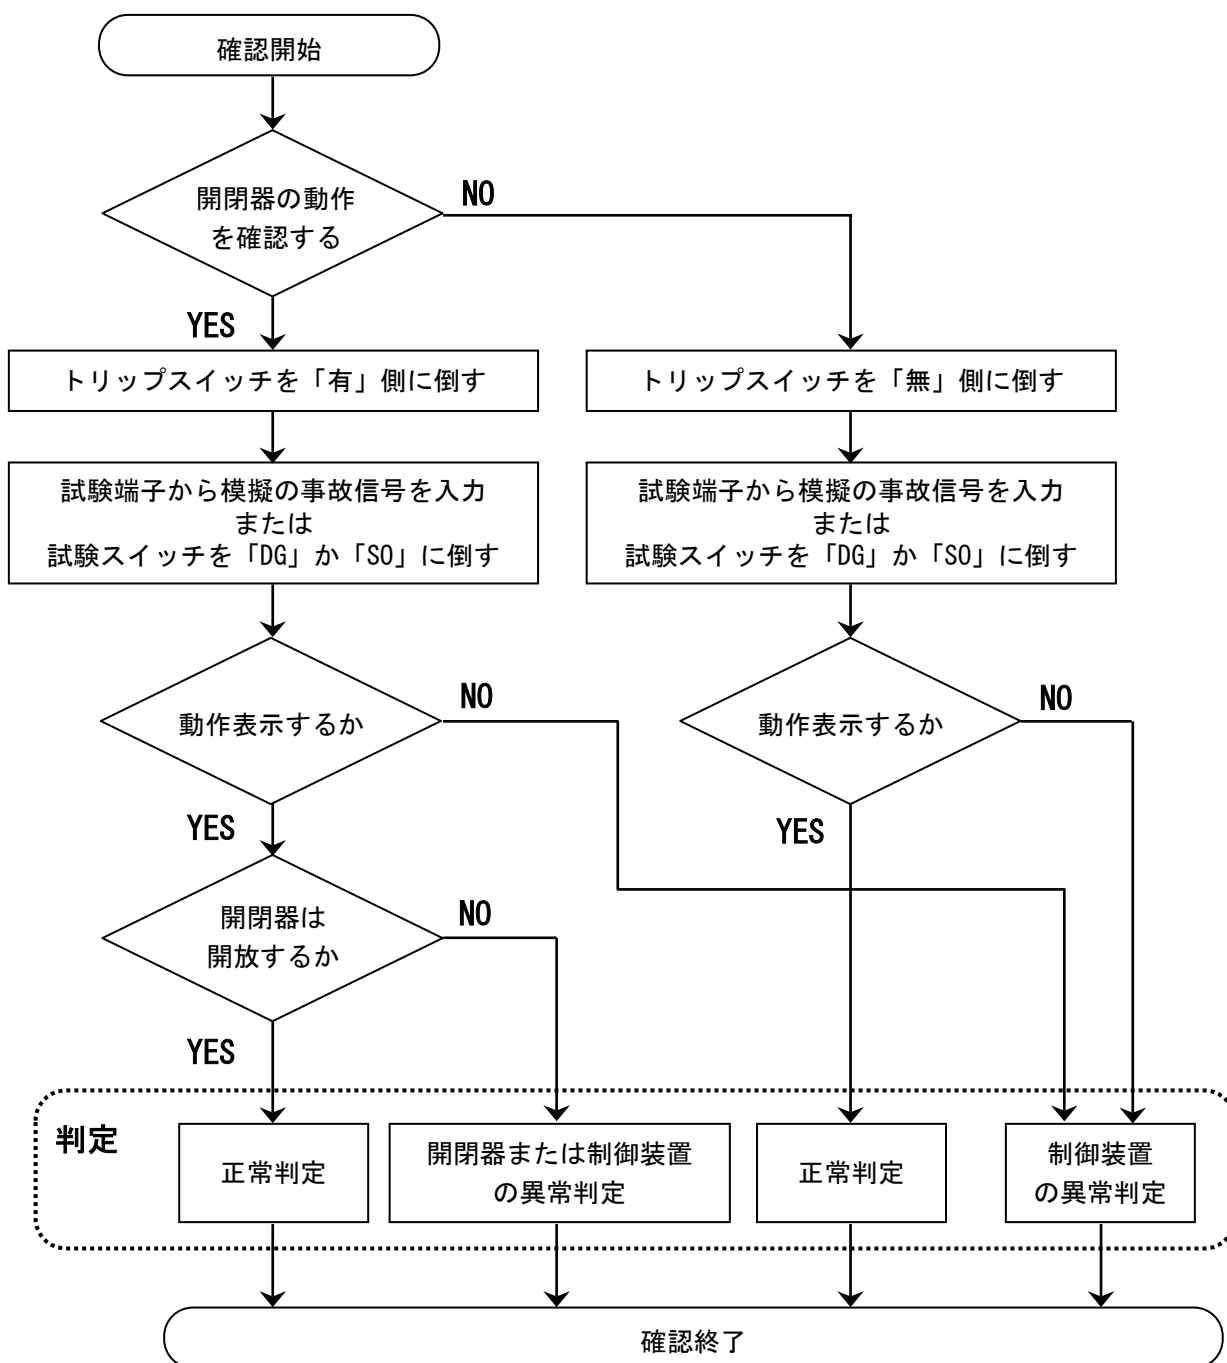 確認開始
開閉器の動作
を確認する
NO
YES
トリップスイッチを「有」側に倒す
トリップスイッチを「無」側に倒す
試験端子から模擬の事故信号を入力
または
試験スイッチを「DG」か「SO」に倒す
試験端子から模擬の事故信号を入力
または
試験スイッチを「DG」か「SO」に倒す
動作表示するか
NO
動作表示するか
NO
YES
YES
開閉器は
開放するか
NO
YES
判定
正常判定
開閉器または制御装置
の異常判定
正常判定
制御装置
の異常判定
確認終了